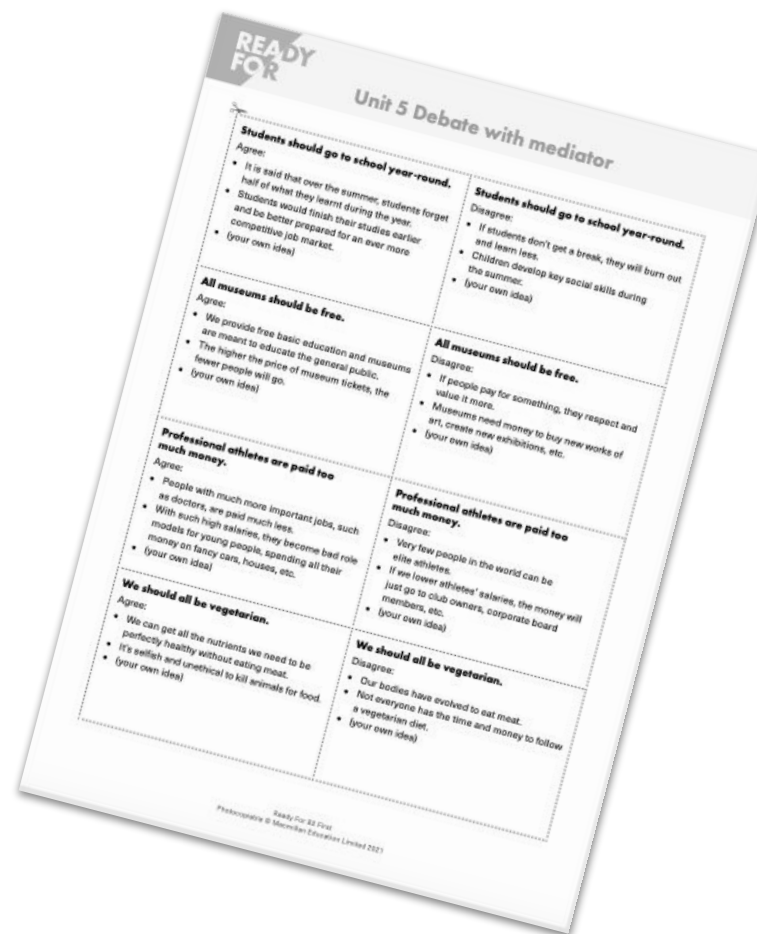 READY
FOR
Unit 5 Debate with mediator
Students should go to school year-round.
Agree:
• It is said that over the summer, students forget
half of what they learnt during the year.
• Students would finish their studies earlier
and be better prepared for an ever more
competitive job market.
• (your own idea)
Students should go to school year-round.
Disagree:
• If students don't get a break, they will burn out
and learn less.
• Children develop key social skills during
the summer.
• (your own idea)
All museums should be free.
Agree:
• We provide free basic education and museums
are meant to educate the general public.
• The higher the price of museum tickets, the
fewer people will go.
• (your own idea)
All museums should be free.
Disagree:
• If people pay for something, they respect and
value it more.
• Museums need money to buy new works of
art, create new exhibitions, etc.
• (your own idea)
Professional athletes are paid too
much money.
Agree:
• People with much more important jobs, such
as doctors, are paid much less.
• With such high salaries, they become bad role
models for young people, spending all their
money on fancy cars, houses, etc.
• (your own idea)
Professional athletes are paid too
much money.
Disagree:
• Very few people in the world can be
elite athletes.
• If we lower athletes' salaries, the money will
just go to club owners, corporate board
members, etc.
• (your own idea)
We should all be vegetarian.
Agree:
• We can get all the nutrients we need to be
perfectly healthy without eating meat.
• It's selfish and unethical to kill animals for food.
• (your own idea)
We should all be vegetarian.
Disagree:
• Our bodies have evolved to eat meat.
• Not everyone has the time and money to follow
a vegetarian diet.
• (your own idea)
Ready For B2 First
Photocopiable © Macmillan Education Limited 2021